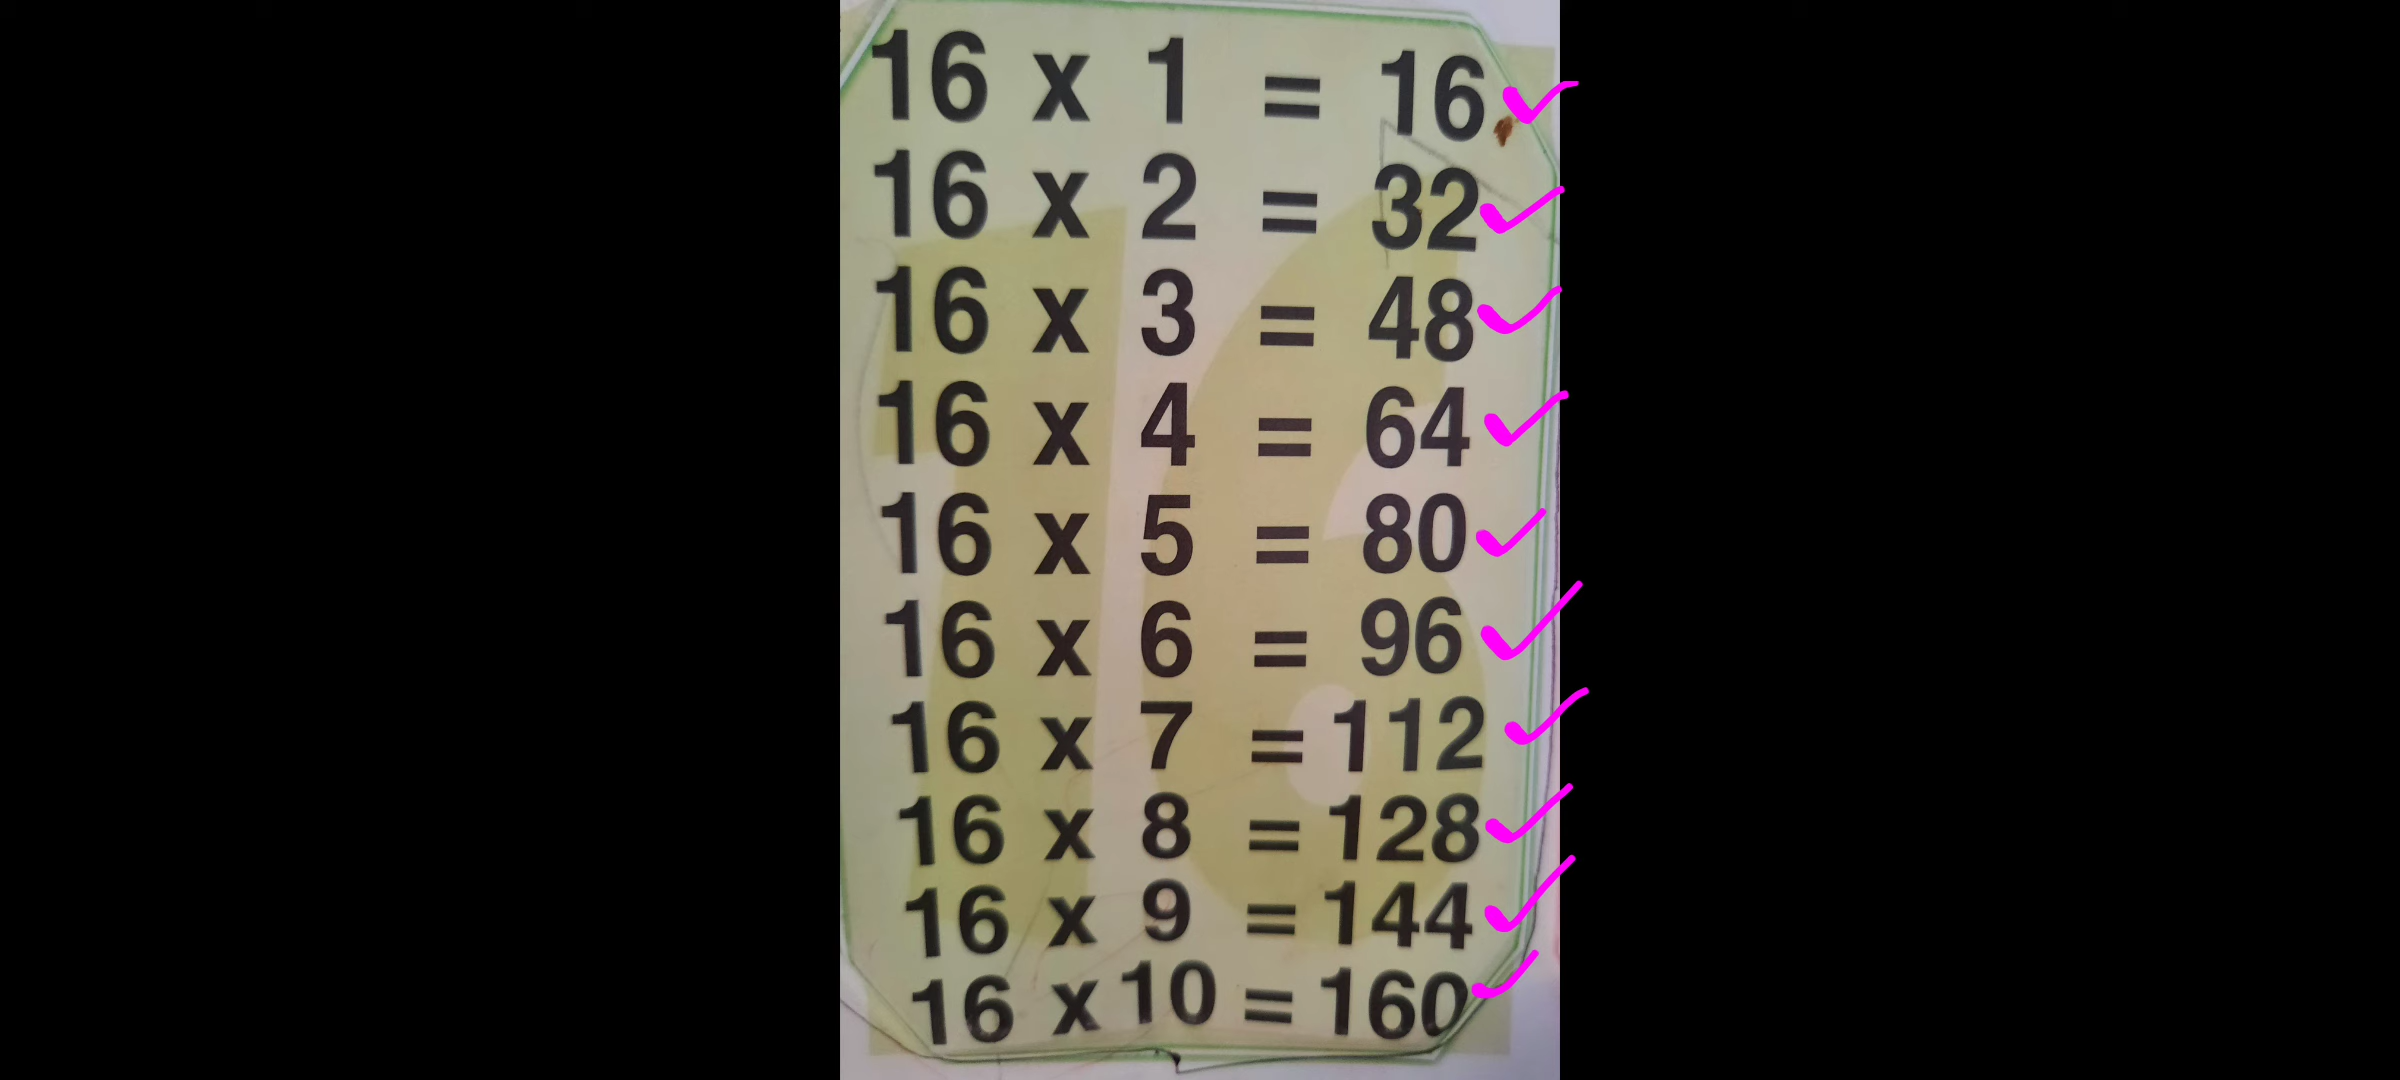 16 x 1 = 16
16 x 2 = 32
16 x 3 = 48
16 x 4 = 64
16 x 5 = 80
16 x 6 = 96
16 x 7 = 112
16 x 8 = 128
16 x 9 = 144
16 x 10 = 160